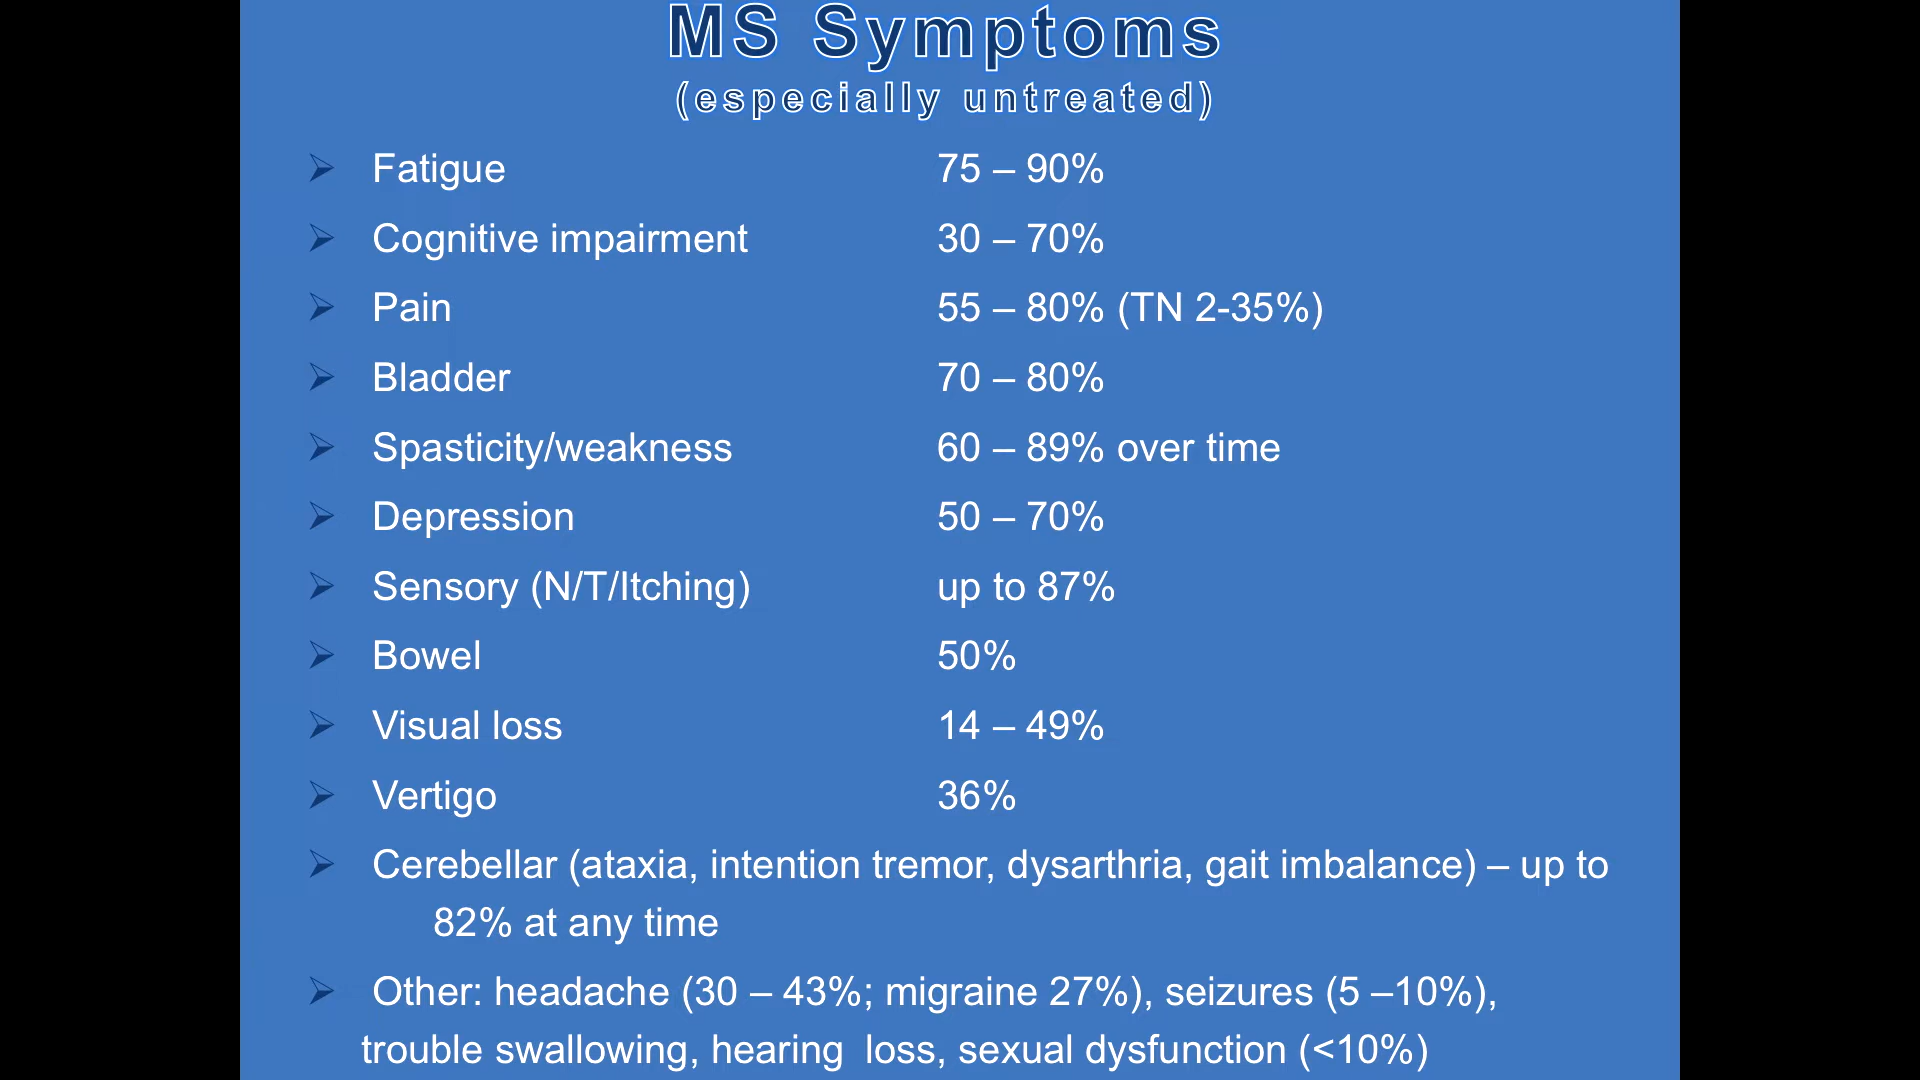 MS Symptoms
(especially untreated)
➢ Fatigue 75 – 90%
➢ Cognitive impairment 30 – 70%
➢ Pain 55 – 80% (TN 2-35%)
➢ Bladder 70 – 80%
➢ Spasticity/weakness 60 – 89% over time
➢ Depression 50 – 70%
➢ Sensory (N/T/Itching) up to 87%
➢ Bowel 50%
➢ Visual loss 14 – 49%
➢ Vertigo 36%
➢ Cerebellar (ataxia, intention tremor, dysarthria, gait imbalance) – up to
82% at any time
➢ Other: headache (30 – 43%; migraine 27%), seizures (5 –10%),
trouble swallowing, hearing  loss, sexual dysfunction (<10%)